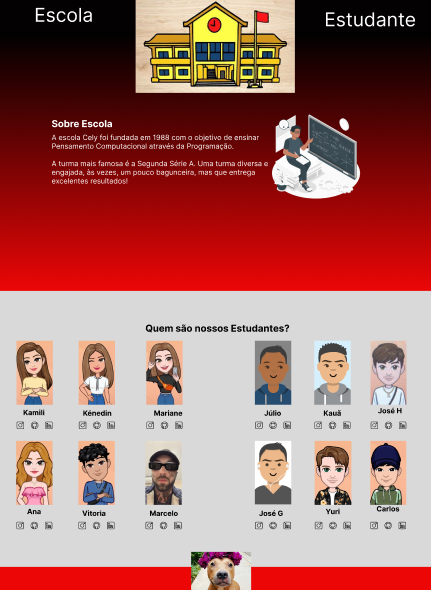 Escola
Estudante
Sobre Escola
A escola Cely foi fundada em 1988 com o objetivo de ensinar
Pensamento Computacional através da Programação.
A turma mais famosa é a Segunda Série A. Uma turma diversa e
engajada, às vezes, um pouco bagunceira, mas que entrega
excelentes resultados!
Quem são nossos Estudantes?
Kamili
Kénedin
Mariane
Júlio
Kauã
José H
Ana
Vitoria
Marcelo
José G
Yuri
Carlos